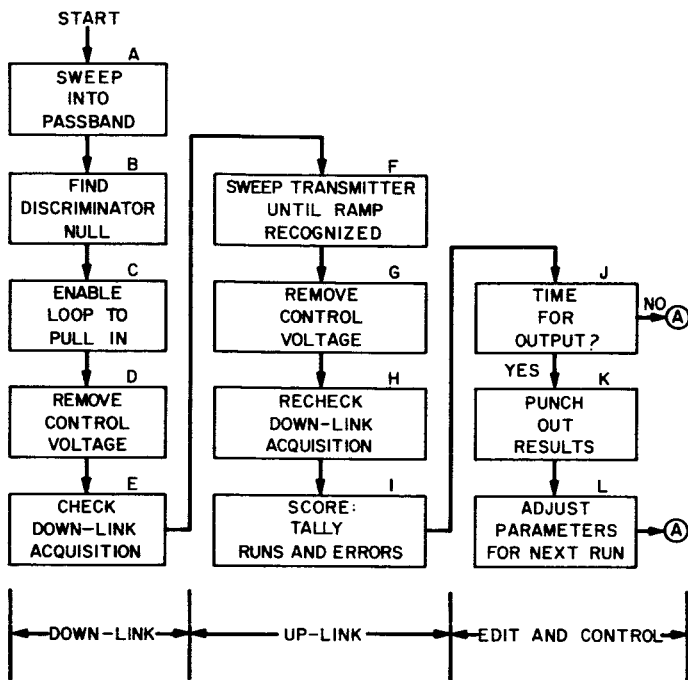 START
A
SWEEP
INTO
PASSBAND
B
FIND
DISCRIMINATOR
NULL
C
ENABLE
LOOP TO
PULL IN
D
REMOVE
CONTROL
VOLTAGE
E
CHECK
DOWN-LINK
ACQUISITION
F
SWEEP TRANSMITTER
UNTIL RAMP
RECOGNIZED
G
REMOVE
CONTROL
VOLTAGE
H
RECHECK
DOWN-LINK
ACQUISITION
I
SCORE:
TALLY
RUNS AND ERRORS
J
TIME
FOR
OUTPUT?
NO
A
YES
K
PUNCH
OUT
RESULTS
L
ADJUST
PARAMETERS
FOR NEXT RUN
A
DOWN-LINK
UP-LINK
EDIT AND CONTROL